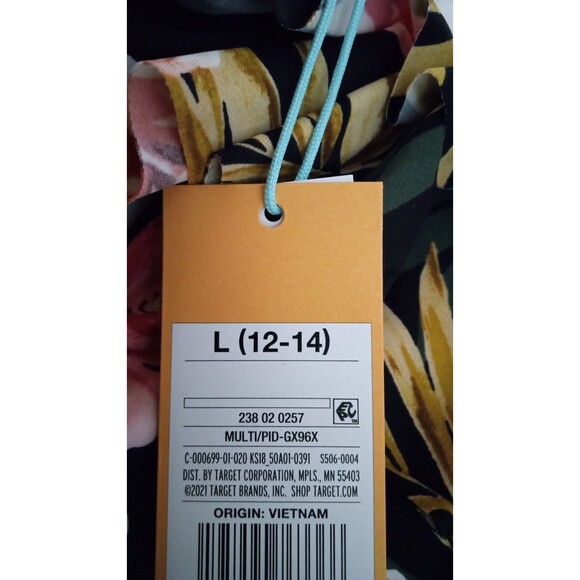 L (12-14)
238 02 0257
MULTI/PID-GX96X
C-000699-01-020 KS18_50A01-0391 S506-0004
DIST. BY TARGET CORPORATION, MPLS., MN 55403
©2021 TARGET BRANDS, INC. SHOP TARGET.COM
ORIGIN: VIETNAM